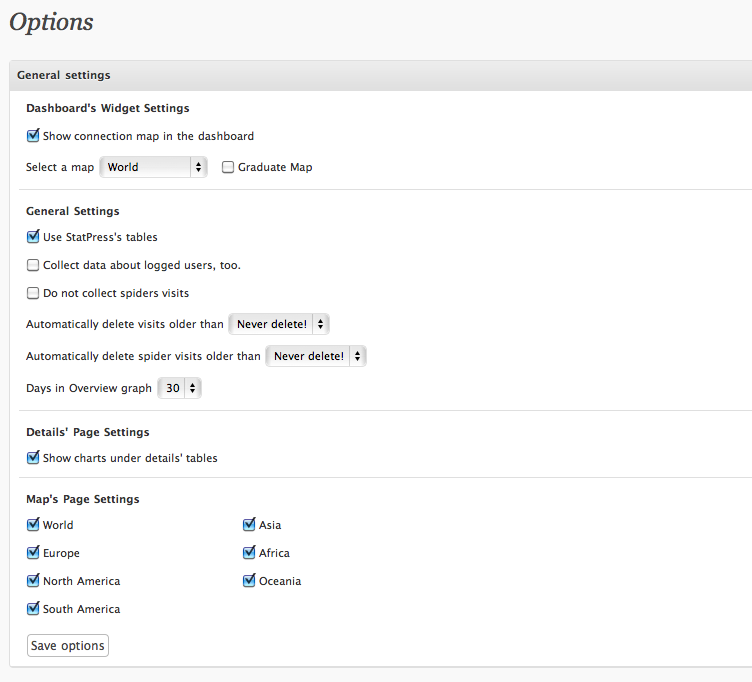 Options
General settings
Dashboard's Widget Settings
Show connection map in the dashboard
Select a map World Graduate Map
General Settings
Use StatPress's tables
Collect data about logged users, too.
Do not collect spiders visits
Automatically delete visits older than Never delete!
Automatically delete spider visits older than Never delete!
Days in Overview graph 30
Details' Page Settings
Show charts under details' tables
Map's Page Settings
World Asia
Europe Africa
North America Oceania
South America
Save options